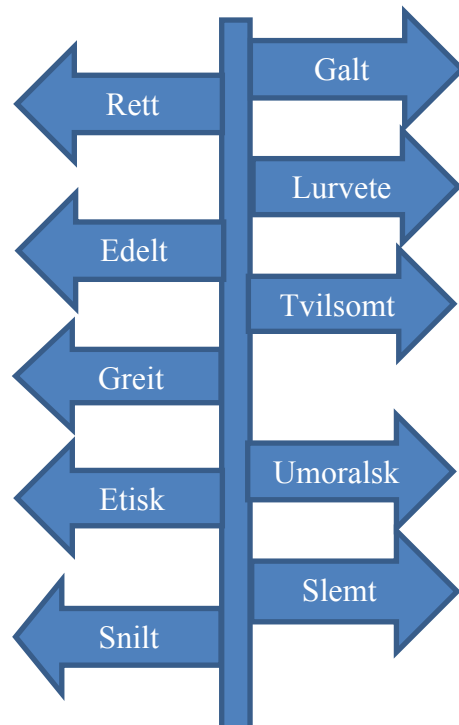 Galt
Rett
Lurvete
Edelt
Tvilsomt
Greit
Umoralsk
Etisk
Slemt
Snilt